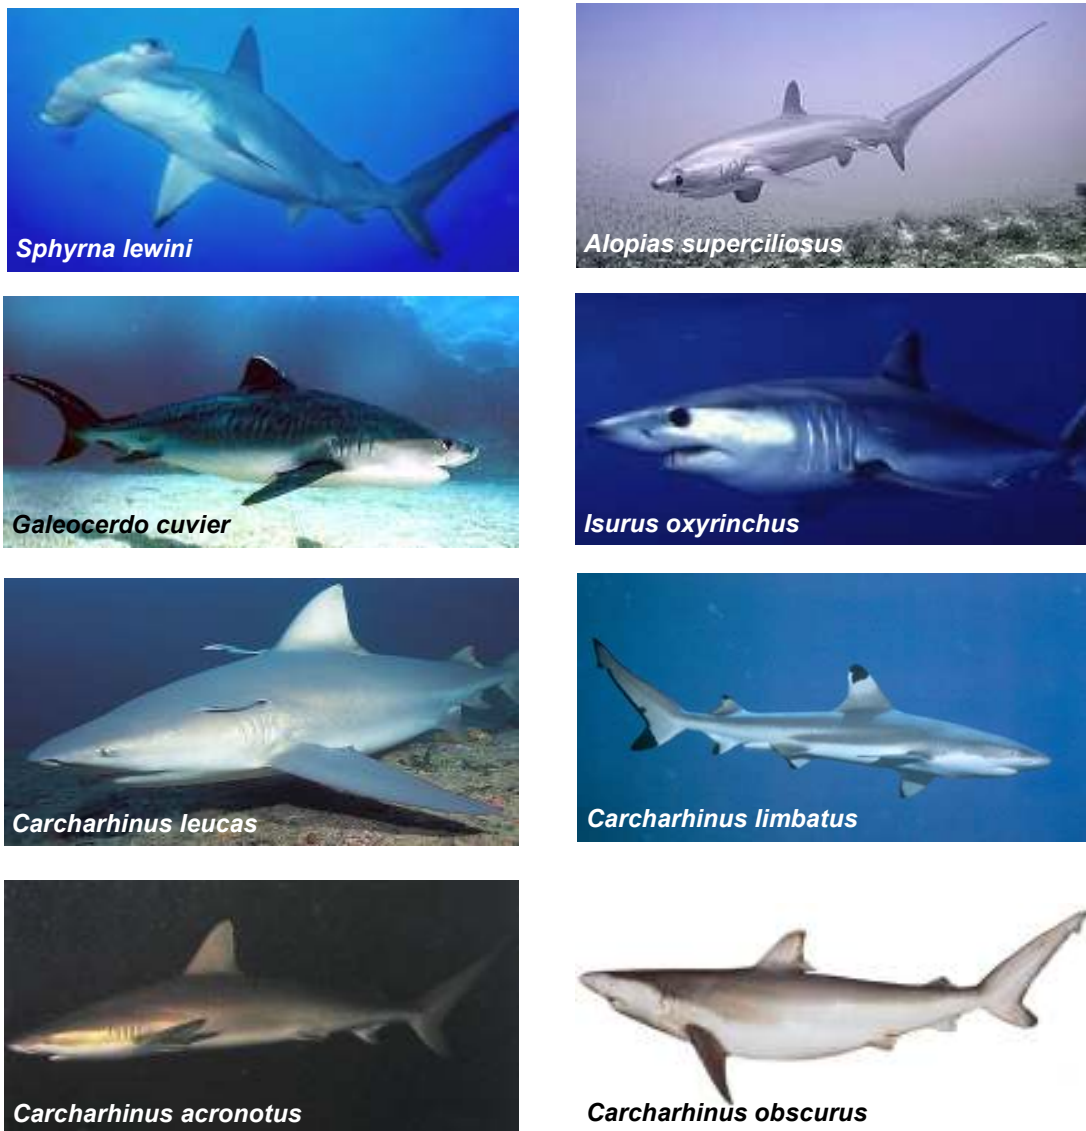 Sphyrna lewini
Alopias superciliosus
Galeocerdo cuvier
Isurus oxyrinchus
Carcharhinus leucas
Carcharhinus limbatus
Carcharhinus acronotus
Carcharhinus obscurus